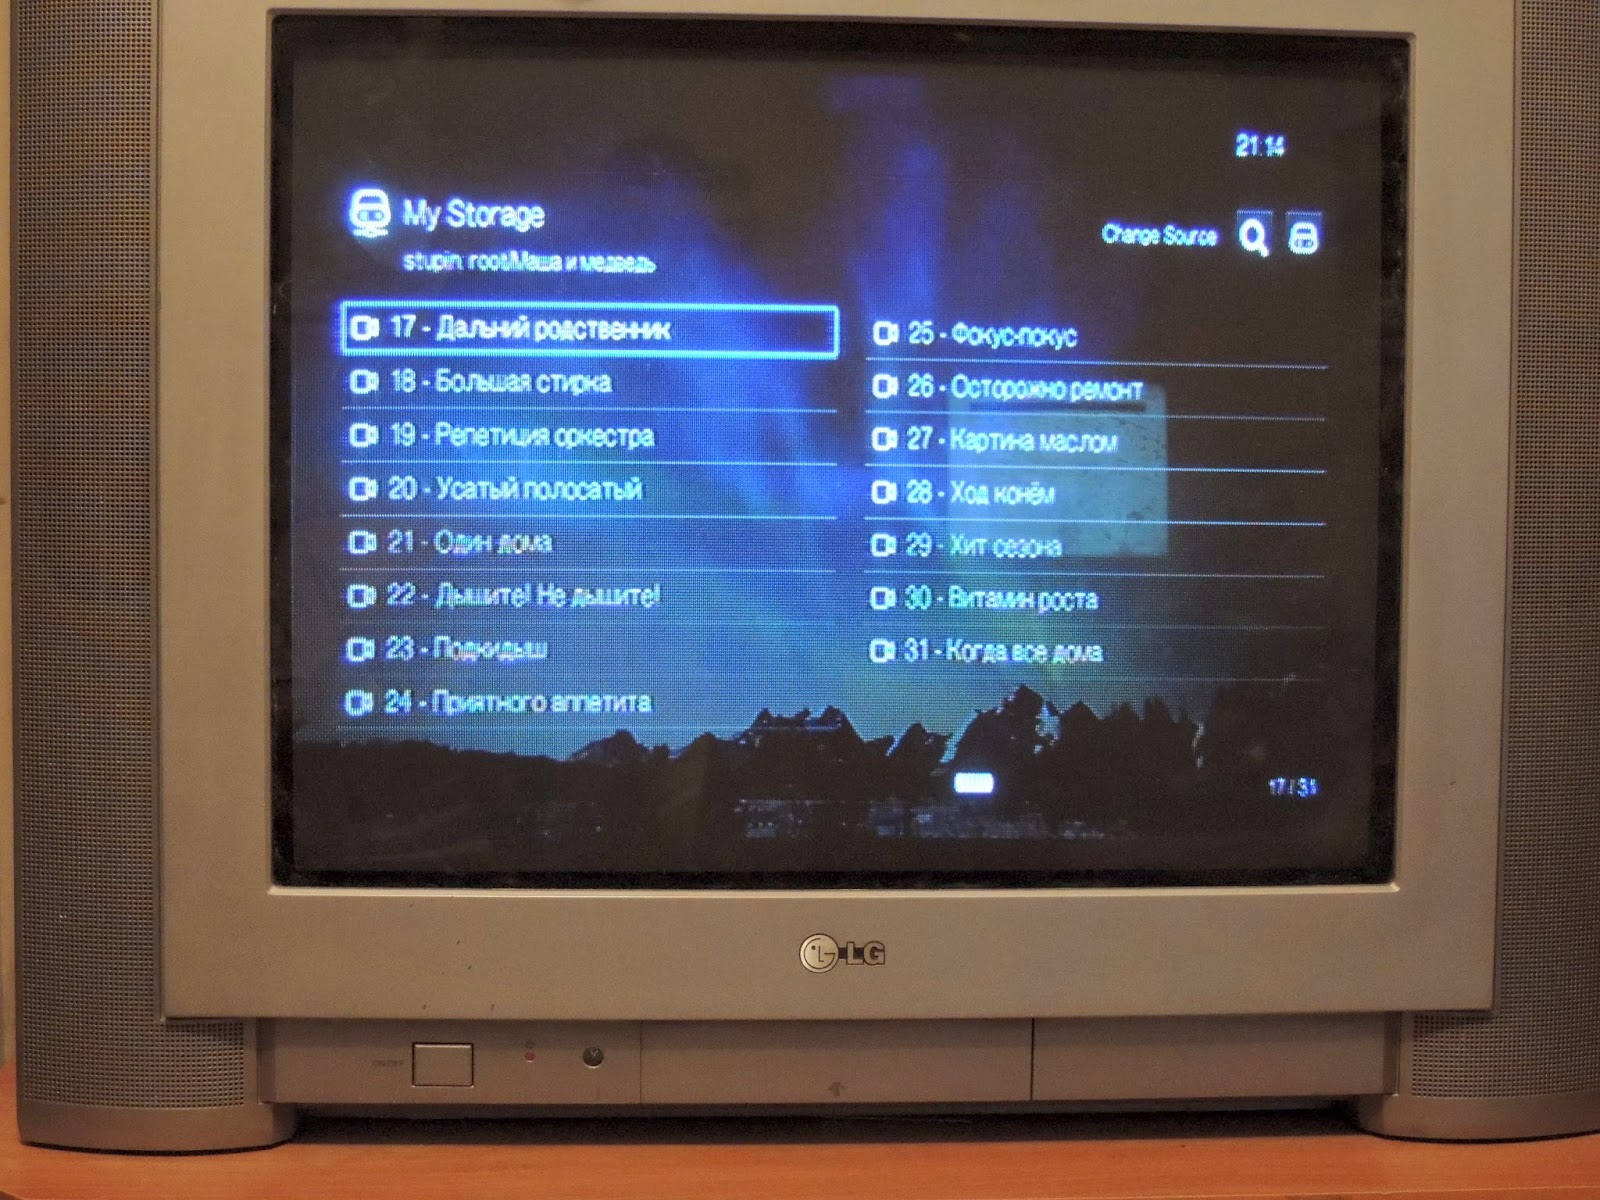 21:14
My Storage
Change Source
stupin: root/Маша и медведь
17 - Дальний родственник
18 - Большая стирка
19 - Репетиция оркестра
20 - Усатый полосатый
21 - Один дома
22 - Дышите! Не дышите!
23 - Подкидыш
24 - Приятного аппетита
25 - Фокус-покус
26 - Осторожно ремонт
27 - Картина маслом
28 - Ход конём
29 - Хит сезона
30 - Витамин роста
31 - Когда все дома
17 / 31
LG
ON/OFF